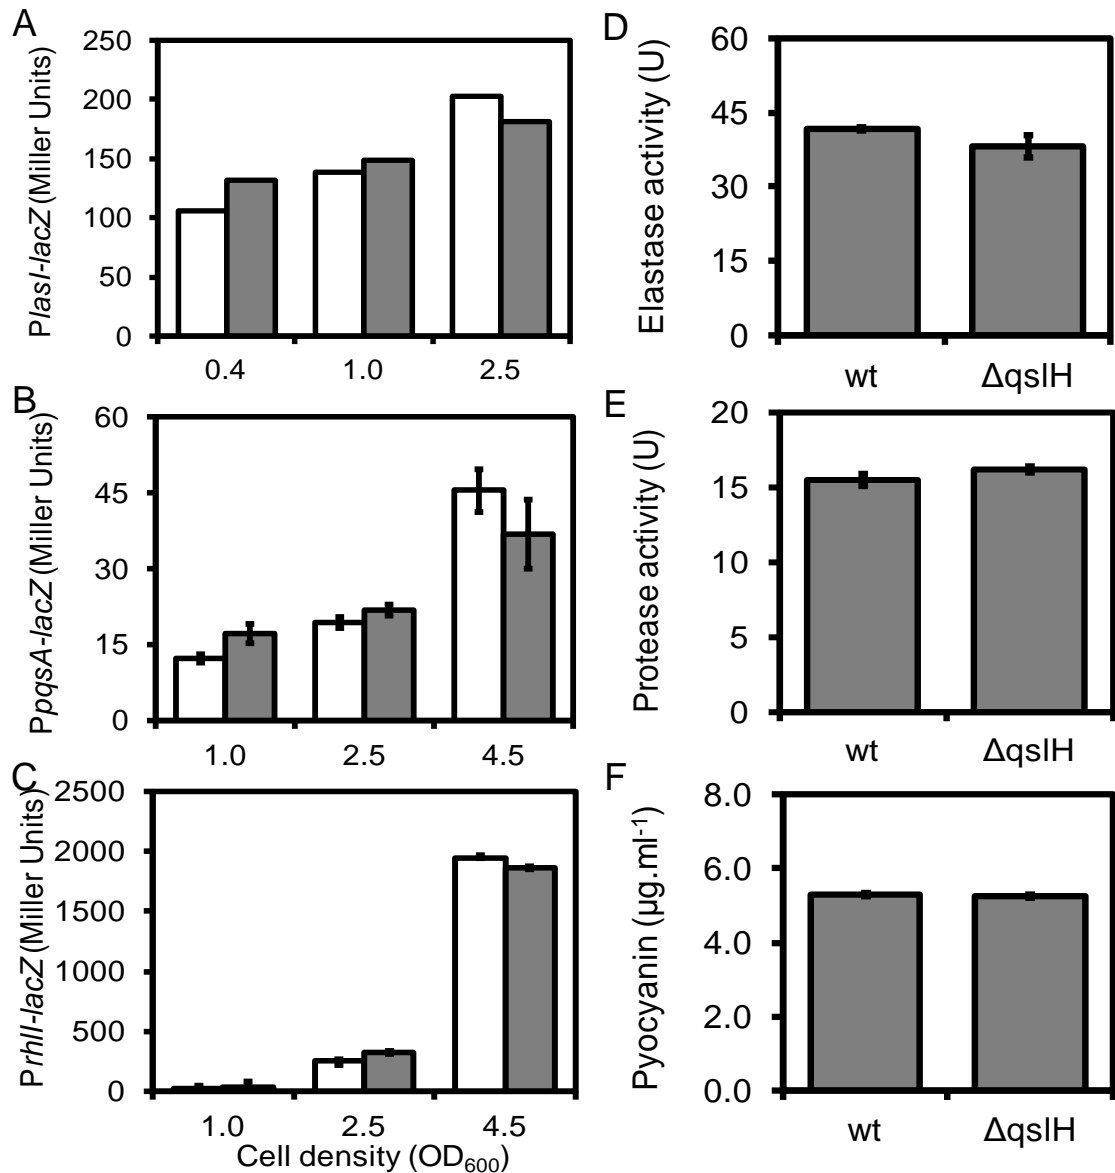 A
PlasI-lacZ (Miller Units)
250
200
150
100
50
0
0.4 1.0 2.5
B
PpqsA-lacZ (Miller Units)
60
45
30
15
0
1.0 2.5 4.5
C
PrhlI-lacZ (Miller Units)
2500
2000
1500
1000
500
0
1.0 2.5 4.5
Cell density (OD600)
D
Elastase activity (U)
60
45
30
15
0
wt ΔqslH
E
Protease activity (U)
20
15
10
5
0
wt ΔqslH
F
Pyocyanin (µg.ml-1)
8.0
6.0
4.0
2.0
0.0
wt ΔqslH